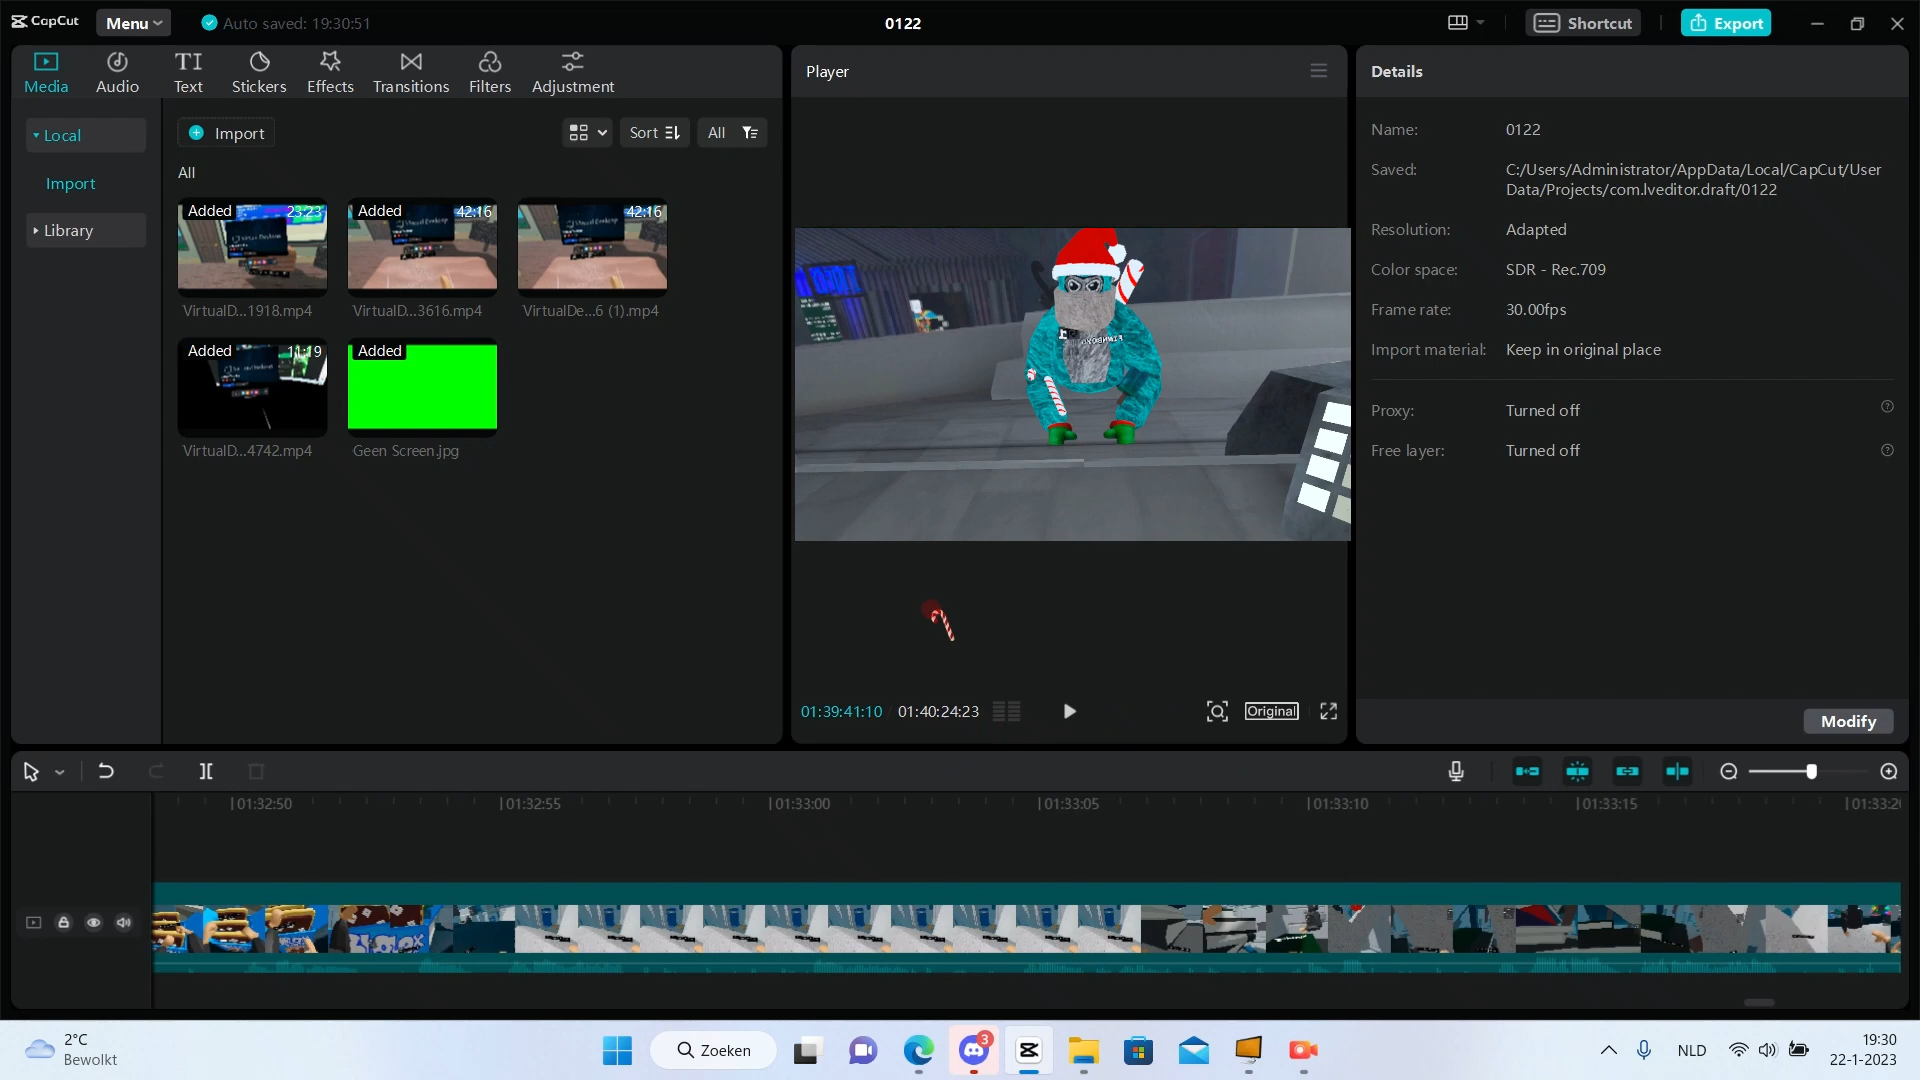 CapCut
Menu
Auto saved: 19:30:51
0122
Shortcut
Export
Media
Audio
TI
Text
Stickers
Effects
Transitions
Filters
Adjustment
Local
Import
Library
Import
Sort
All
All
Added
23:23
VirtualD...1918.mp4
Added
42:16
VirtualD...3616.mp4
42:16
VirtualDe...6 (1).mp4
Added
11:19
VirtualD...4742.mp4
Added
Geen Screen.jpg
Player
01:39:41:10 / 01:40:24:23
Original
Details
Name: 0122
Saved: C:/Users/Administrator/AppData/Local/CapCut/User
Data/Projects/com.lveditor.draft/0122
Resolution: Adapted
Color space: SDR - Rec.709
Frame rate: 30.00fps
Import material: Keep in original place
Proxy: Turned off
Free layer: Turned off
Modify
01:32:50
01:32:55
01:33:00
01:33:05
01:33:10
01:33:15
2°C
Bewolkt
Zoeken
3
NLD
19:30
22-1-2023